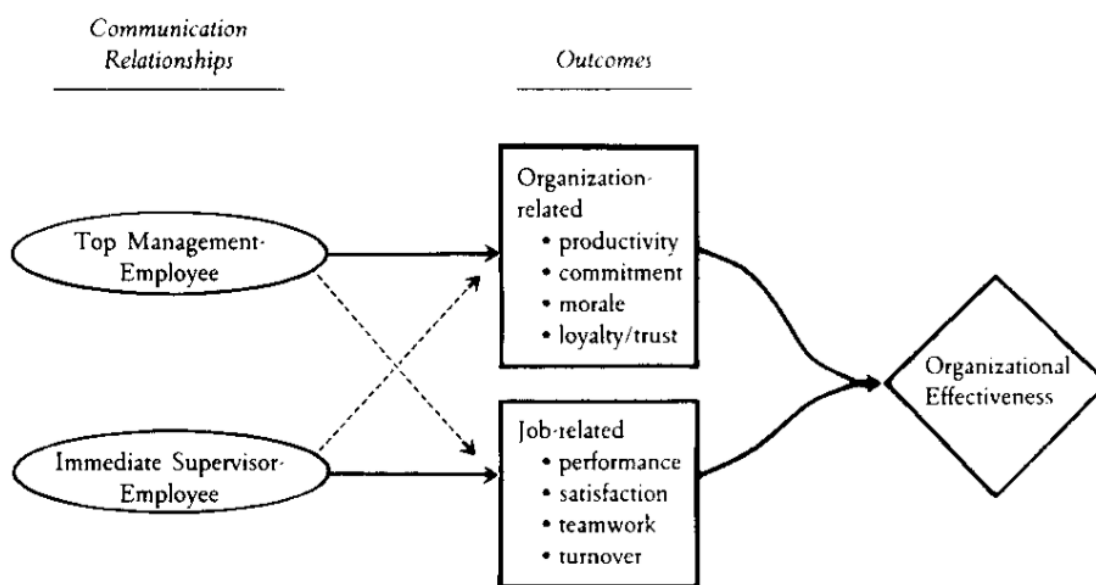 Communication
Relationships
Outcomes
Top Management-
Employee
Organization-
related
• productivity
• commitment
• morale
• loyalty/trust
Organizational
Effectiveness
Immediate Supervisor-
Employee
Job-related
• performance
• satisfaction
• teamwork
• turnover